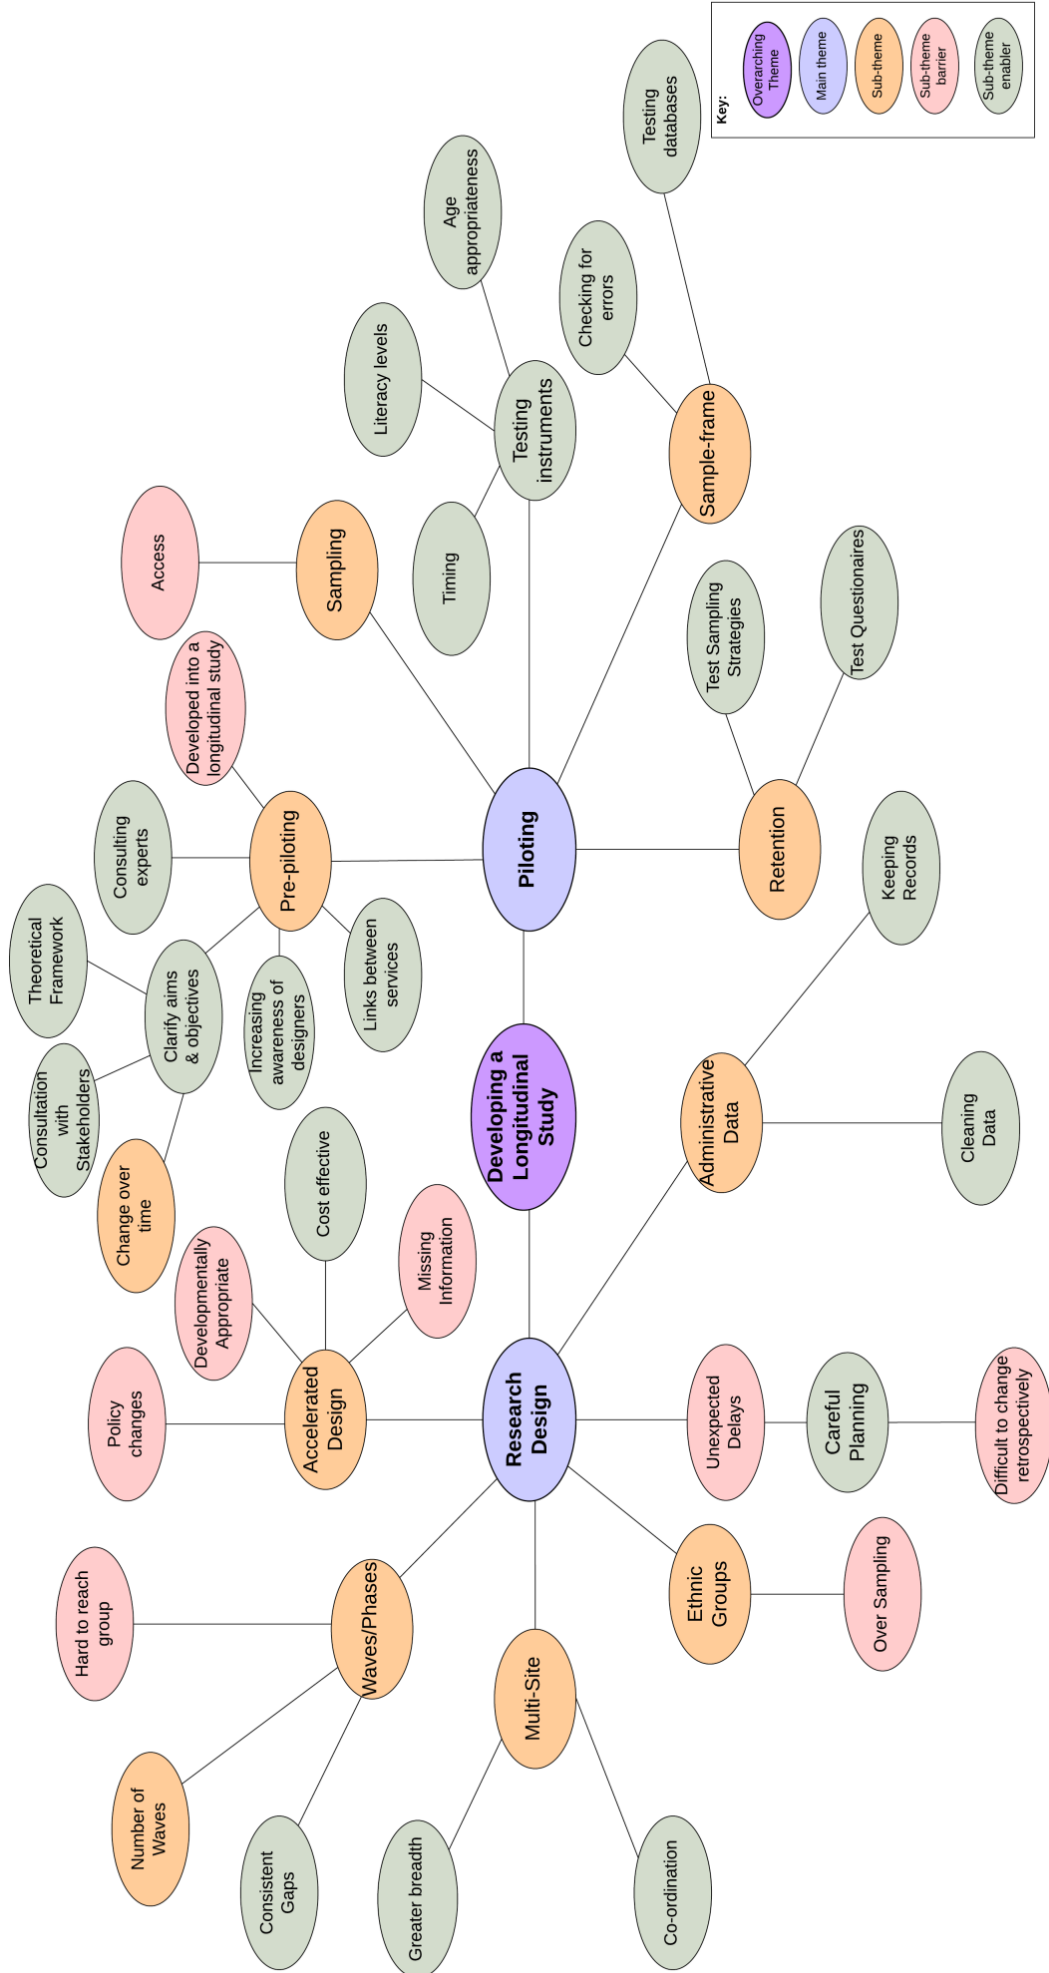 Hard to reach
group
Number of
Waves
Consistent
Gaps
Waves/Phases
Greater breadth
Multi-Site
Co-ordination
Policy
changes
Developmentally
Appropriate
Cost effective
Missing
Information
Accelerated
Design
Research
Design
Ethnic
Groups
Over Sampling
Unexpected
Delays
Careful
Planning
Difficult to change
retrospectively
Developing a
Longitudinal
Study
Administrative
Data
Cleaning
Data
Keeping
Records
Change over
time
Consultation
with
Stakeholders
Theoretical
Framework
Clarify aims
& objectives
Increasing
awareness of
designers
Links between
services
Consulting
experts
Pre-piloting
Developed into a
longitudinal study
Piloting
Access
Sampling
Timing
Literacy levels
Age
appropriateness
Testing
instruments
Checking for
errors
Testing
databases
Sample-frame
Retention
Test Sampling
Strategies
Test Questionaires
Key:
Overarching
Theme
Main theme
Sub-theme
Sub-theme
barrier
Sub-theme
enabler